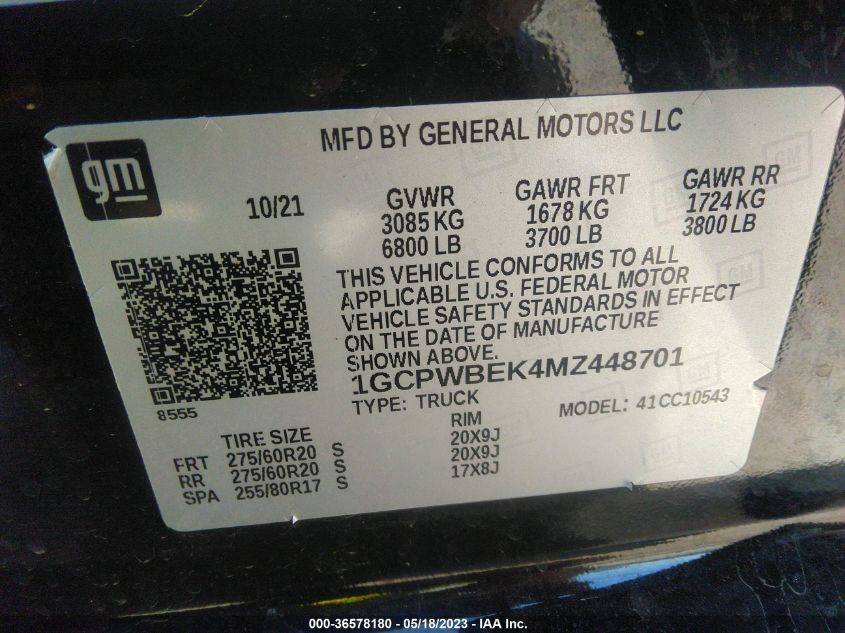 MFD BY GENERAL MOTORS LLC
gm
10/21
GVWR
3085 KG
6800 LB
GAWR FRT
1678 KG
3700 LB
GAWR RR
1724 KG
3800 LB
THIS VEHICLE CONFORMS TO ALL
APPLICABLE U.S. FEDERAL MOTOR
VEHICLE SAFETY STANDARDS IN EFFECT
ON THE DATE OF MANUFACTURE
SHOWN ABOVE.
1GCPWBEK4MZ448701
8555
TYPE: TRUCK
MODEL: 41CC10543
TIRE SIZE
RIM
FRT 275/60R20 S 20X9J
RR 275/60R20 S 20X9J
SPA 255/80R17 S 17X8J
000-36578180 - 05/18/2023 - IAA Inc.